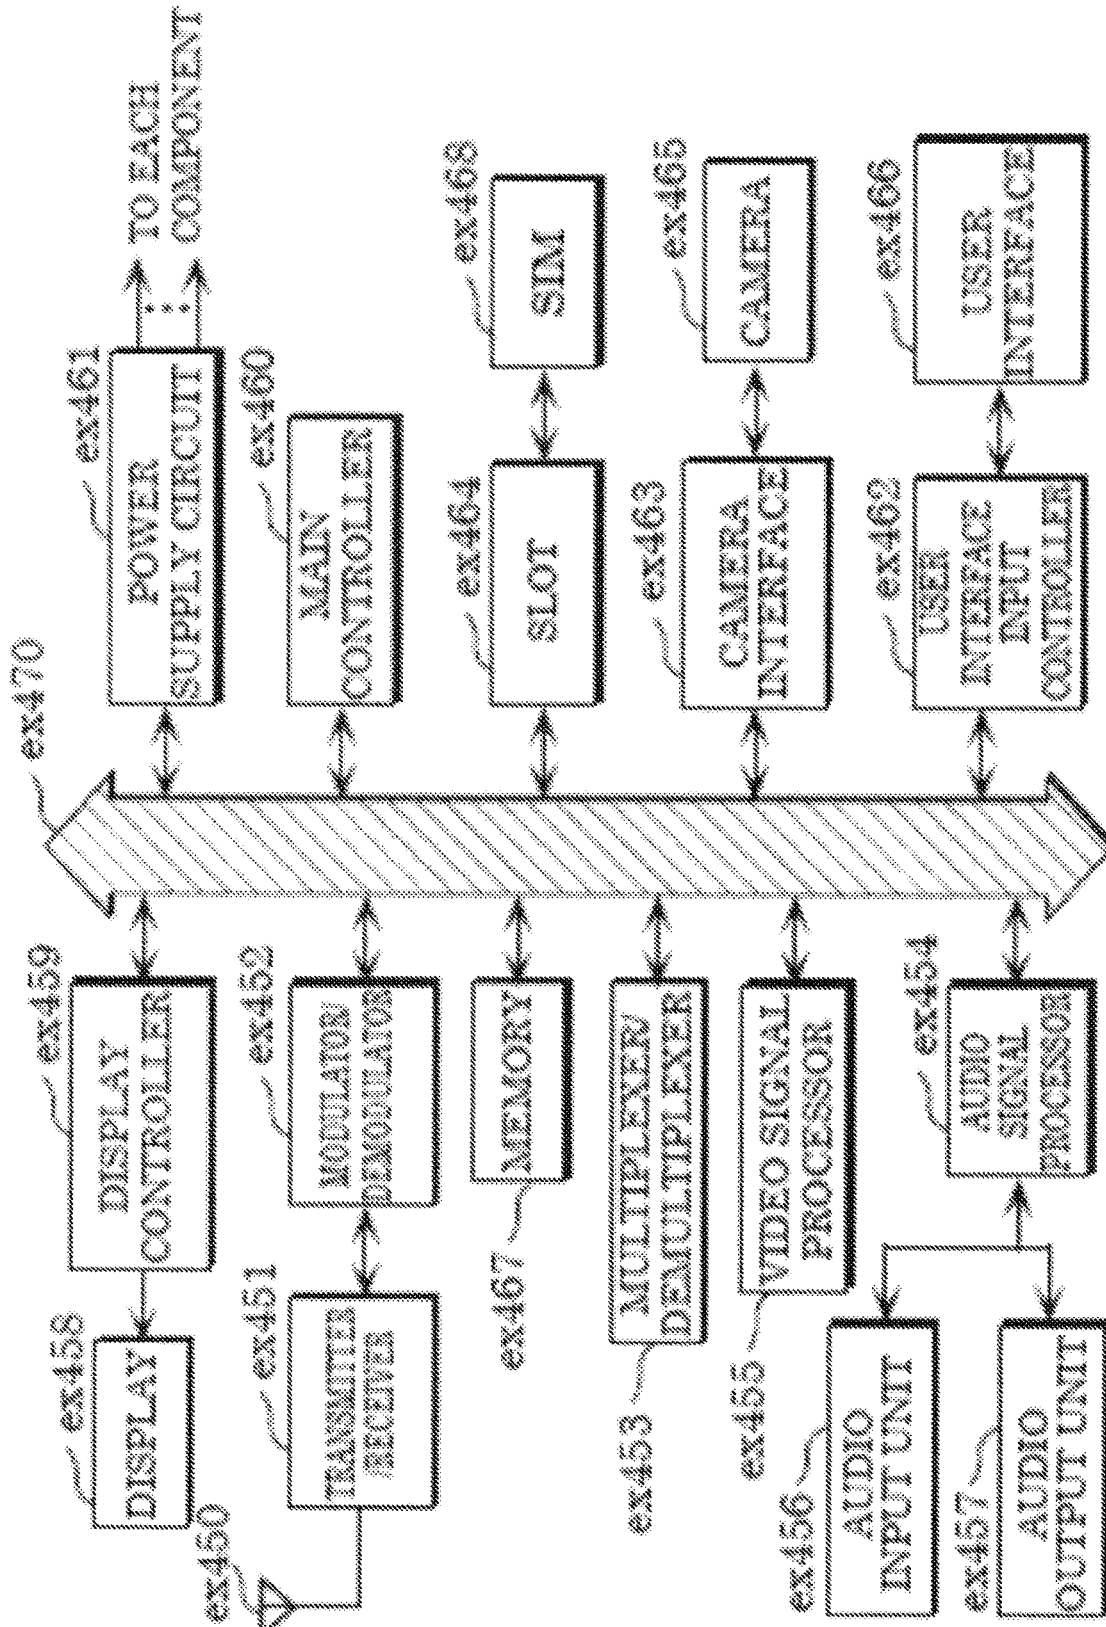 ex470
ex458
DISPLAY
ex459
DISPLAY
CONTROLLER
ex461
POWER
SUPPLY CIRCUIT
TO EACH
COMPONENT
ex450
ex451
TRANSMITER
/RECEIVER
ex452
MODULATOR/
DEMODULATOR
ex460
MAIN
CONTROLLER
ex467
MEMORY
ex464
SLOT
ex468
SIM
ex453
MULTIPLEXER/
DEMULTIPLEXER
ex463
CAMERA
INTERFACE
ex465
CAMERA
ex455
VIDEO SIGNAL
PROCESSOR
ex456
AUDIO
INPUT UNIT
ex454
AUDIO
SIGNAL
PROCESSOR
ex462
USER
INTERFACE
INPUT
CONTROLLER
ex466
USER
INTERFACE
ex457
AUDIO
OUTPUT UNIT